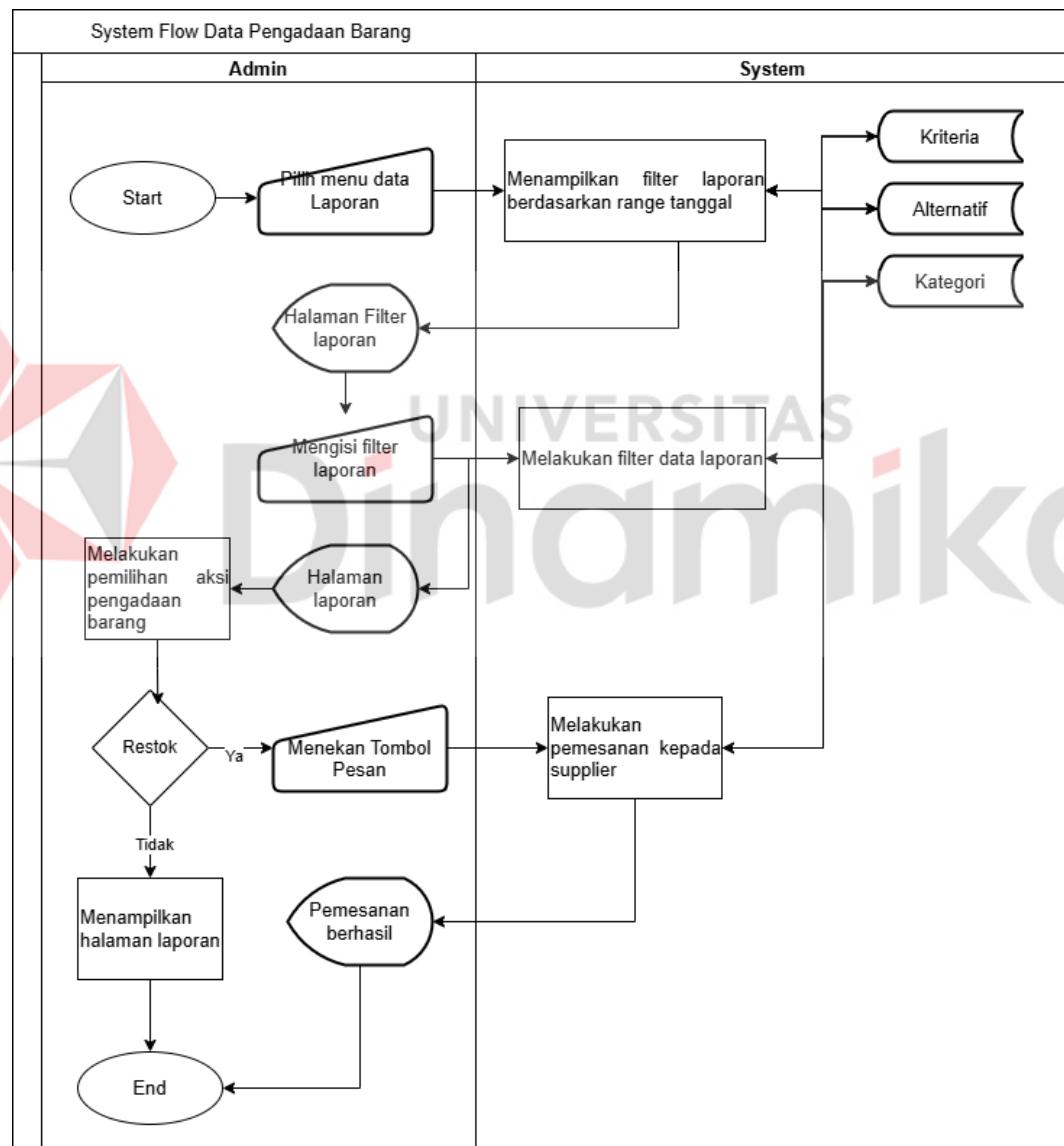 System Flow Data Pengadaan Barang
Admin
System
Start
Pilih menu data
Laporan
Menampilkan filter laporan
berdasarkan range tanggal
Kriteria
Alternatif
Kategori
Halaman Filter
laporan
UNIVERSITAS
Dinamika
Mengisi filter
laporan
Melakukan filter data laporan
Melakukan
pemilihan aksi
pengadaan
barang
Halaman
laporan
Restok
Ya
Menekan Tombol
Pesan
Melakukan
pemesanan kepada
supplier
Tidak
Menampilkan
halaman laporan
Pemesanan
berhasil
End